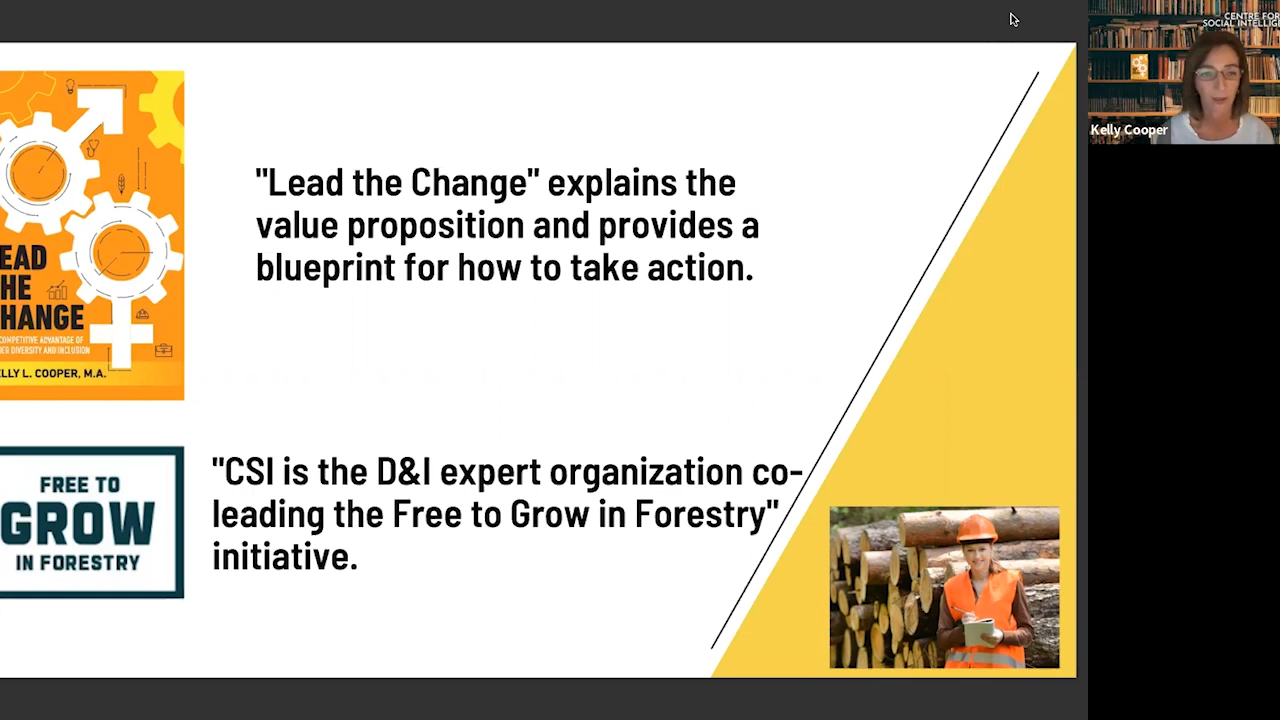 CENTRE FOR
SOCIAL
Kelly Cooper
"Lead the Change" explains the
value proposition and provides a
blueprint for how to take action.
EAD
HE
HANGE
COMPETITIVE ADVANTAGE OF
DIVERSITY AND INCLUSION
LLY L. COOPER, M.A.
FREE TO
GROW
IN FORESTRY
"CSI is the D&I expert organization co-
leading the Free to Grow in Forestry"
initiative.